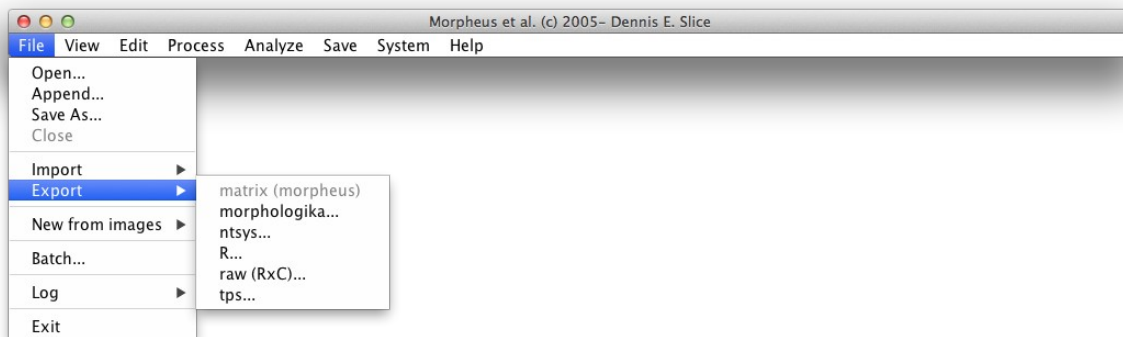 Morpheus et al. (c) 2005– Dennis E. Slice
File View Edit Process Analyze Save System Help
Open...
Append...
Save As...
Close
Import
Export
matrix (morpheus)
morphologika...
ntsys...
R...
raw (RxC)...
tps...
New from images
Batch...
Log
Exit